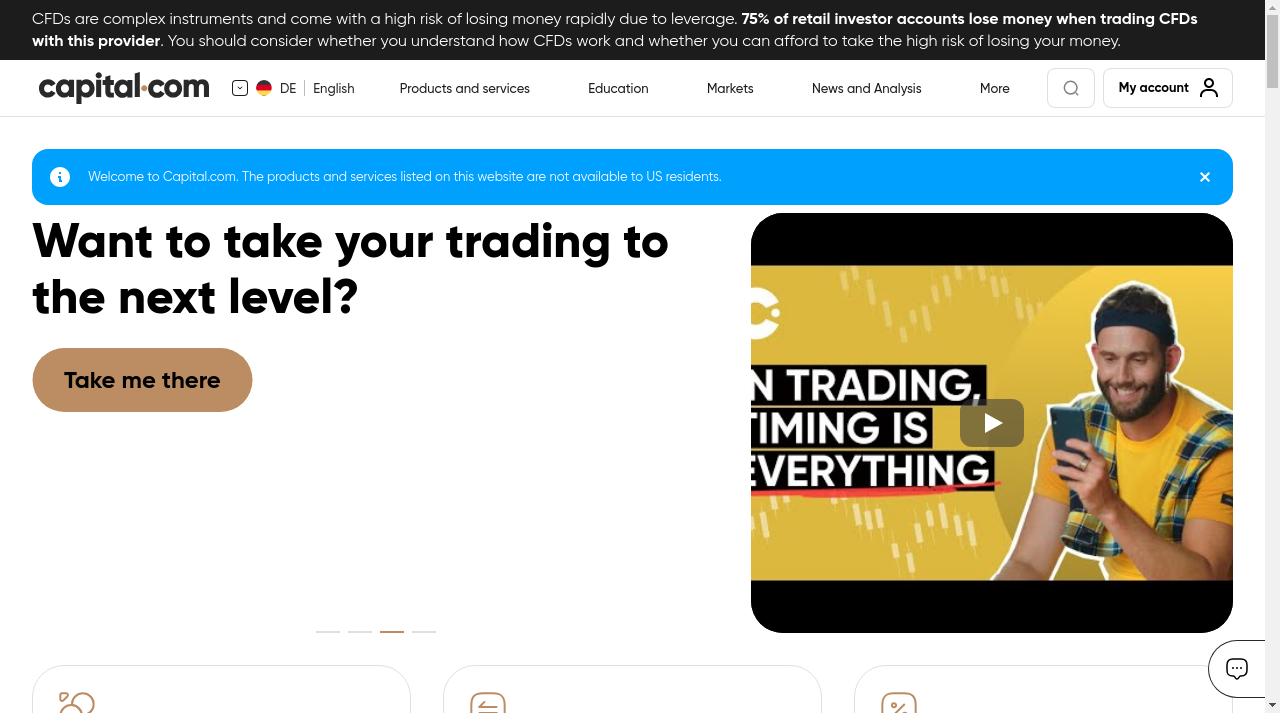 CFDs are complex instruments and come with a high risk of losing money rapidly due to leverage. 75% of retail investor accounts lose money when trading CFDs
with this provider. You should consider whether you understand how CFDs work and whether you can afford to take the high risk of losing your money.
capital.com
DE
English
Products and services
Education
Markets
News and Analysis
More
My account
Welcome to Capital.com. The products and services listed on this website are not available to US residents.
Want to take your trading to
the next level?
Take me there
N TRADING,
TIMING IS
EVERYTHING